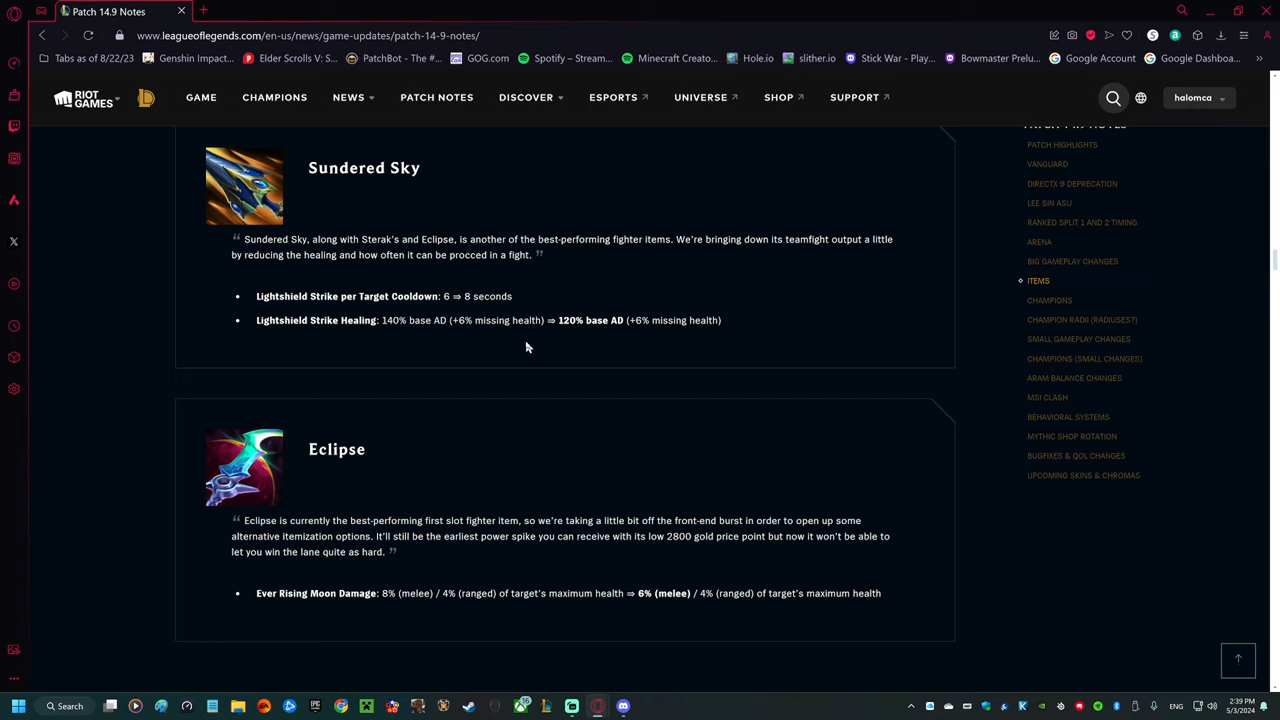 Patch 14.9 Notes
www.leagueoflegends.com/en-us/news/game-updates/patch-14-9-notes/
Tabs as of 8/22/23
Genshin Impact...
Elder Scrolls V: S...
PatchBot - The #...
GOG.com
Spotify – Stream...
Minecraft Creato...
Hole.io
slither.io
Stick War - Play...
Bowmaster Prelu...
Google Account
Google Dashboa...
RIOT GAMES
GAME
CHAMPIONS
NEWS
PATCH NOTES
DISCOVER
ESPORTS
UNIVERSE
SHOP
SUPPORT
halomca
Sundered Sky
“ Sundered Sky, along with Sterak's and Eclipse, is another of the best-performing fighter items. We're bringing down its teamfight output a little
by reducing the healing and how often it can be procced in a fight. ”
• Lightshield Strike per Target Cooldown: 6 ⇒ 8 seconds
• Lightshield Strike Healing: 140% base AD (+6% missing health) ⇒ 120% base AD (+6% missing health)
Eclipse
“ Eclipse is currently the best-performing first slot fighter item, so we're taking a little bit off the front-end burst in order to open up some
alternative itemization options. It'll still be the earliest power spike you can receive with its low 2800 gold price point but now it won't be able to
let you win the lane quite as hard. ”
• Ever Rising Moon Damage: 8% (melee) / 4% (ranged) of target's maximum health ⇒ 6% (melee) / 4% (ranged) of target's maximum health
PATCH 14.9 NOTES
PATCH HIGHLIGHTS
VANGUARD
DIRECTX 9 DEPRECATION
LEE SIN ASU
RANKED SPLIT 1 AND 2 TIMING
ARENA
BIG GAMEPLAY CHANGES
ITEMS
CHAMPIONS
CHAMPION RADII (RADIUSES?)
SMALL GAMEPLAY CHANGES
CHAMPIONS (SMALL CHANGES)
ARAM BALANCE CHANGES
MSI CLASH
BEHAVIORAL SYSTEMS
MYTHIC SHOP ROTATION
BUGFIXES & QOL CHANGES
UPCOMING SKINS & CHROMAS
Search
2:39 PM
5/3/2024